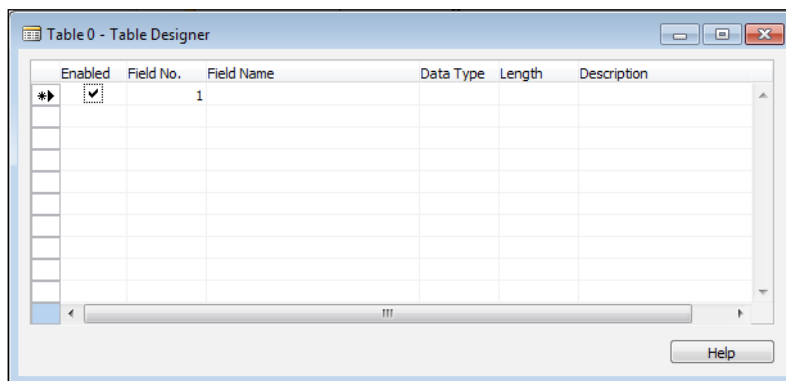 Table 0 - Table Designer
Enabled Field No. Field Name Data Type Length Description
1
Help